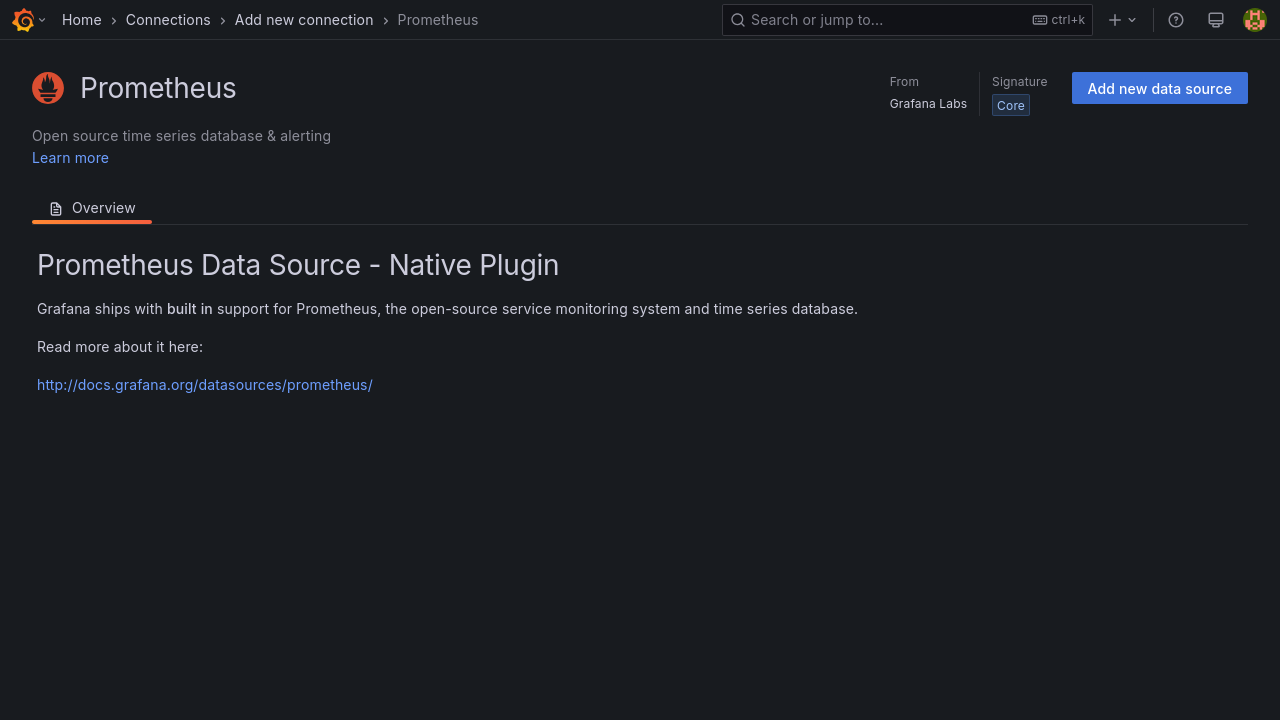 Home
Connections
Add new connection
Prometheus
Search or jump to...
ctrl+k
Prometheus
From
Grafana Labs
Signature
Core
Add new data source
Open source time series database & alerting
Learn more
Overview
Prometheus Data Source - Native Plugin
Grafana ships with built in support for Prometheus, the open-source service monitoring system and time series database.
Read more about it here:
http://docs.grafana.org/datasources/prometheus/